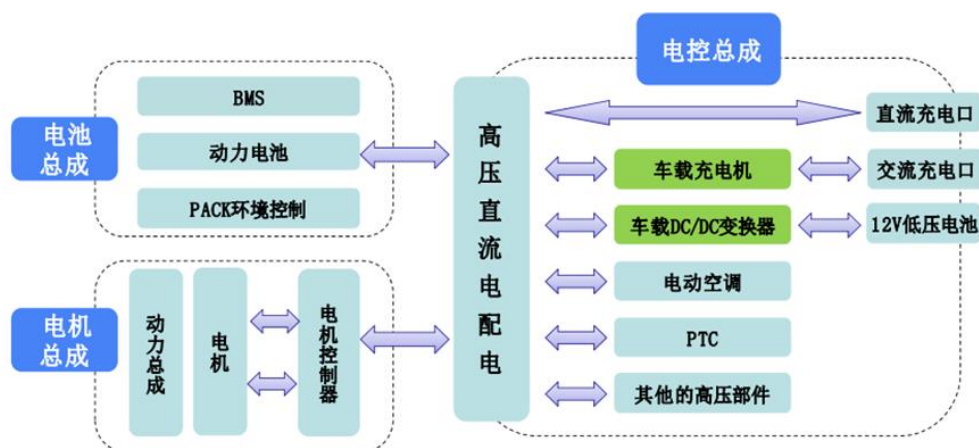 电控总成
电池
总成
BMS
动力电池
PACK环境控制
电机
总成
动力总成
电机
电机控制器
高压直流电配电
直流充电口
车载充电机
交流充电口
车载DC/DC变换器
12V低压电池
电动空调
PTC
其他的高压部件